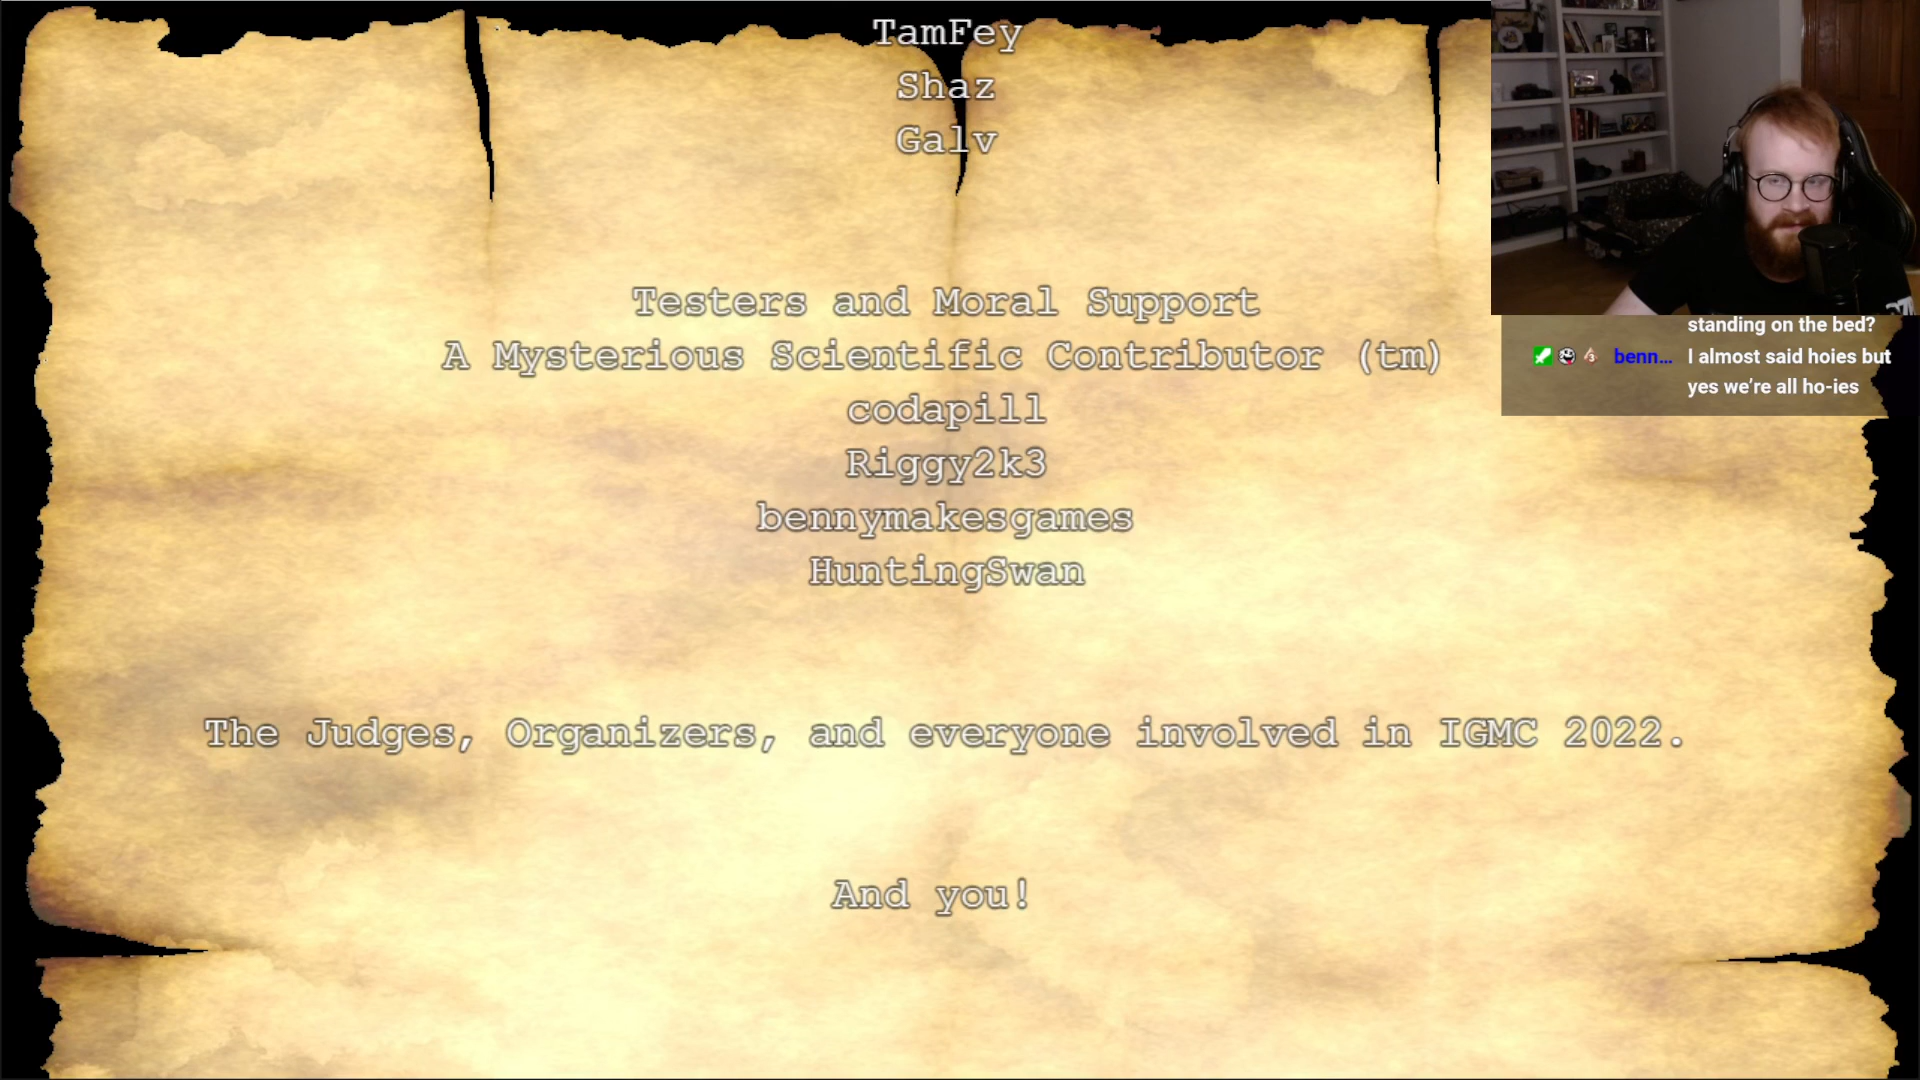 TamFey
Shaz
Galv
Testers and Moral Support
A Mysterious Scientific Contributor (tm)
codapill
Riggy2k3
bennymakesgames
HuntingSwan
The Judges, Organizers, and everyone involved in IGMC 2022.
And you!
standing on the bed?
benn… I almost said hoies but
yes we’re all ho-ies